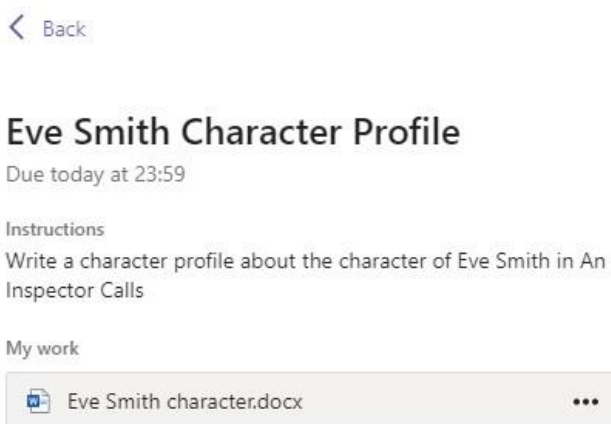 Back
Eve Smith Character Profile
Due today at 23:59
Instructions
Write a character profile about the character of Eve Smith in An
Inspector Calls
My work
Eve Smith character.docx